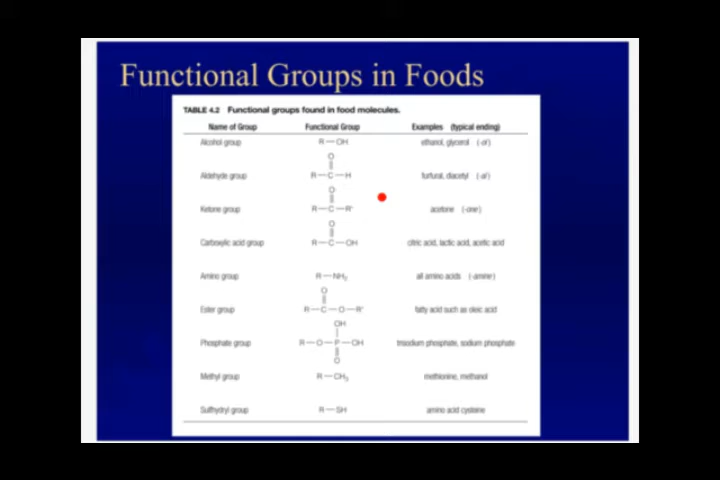 Functional Groups in Foods
TABLE 4.2 Functional groups found in food molecules.
Name of Group Functional Group Examples (typical ending)
Alcohol group R—OH ethanol, glycerol (-ol)
O
Aldehyde group R—C—H furfural, diacetyl (-al)
O
Ketone group R—C—R' acetone (-one)
O
Carboxylic acid group R—C—OH citric acid, lactic acid, acetic acid
Amino group R—NH₂ all amino acids (-amine)
O
Ester group R—C—O—R' fatty acid such as oleic acid
OH
Phosphate group R—O—P—OH trisodium phosphate, sodium phosphate
O
Methyl group R—CH₃ methionine, methanol
Sulfhydryl group R—SH amino acid cysteine